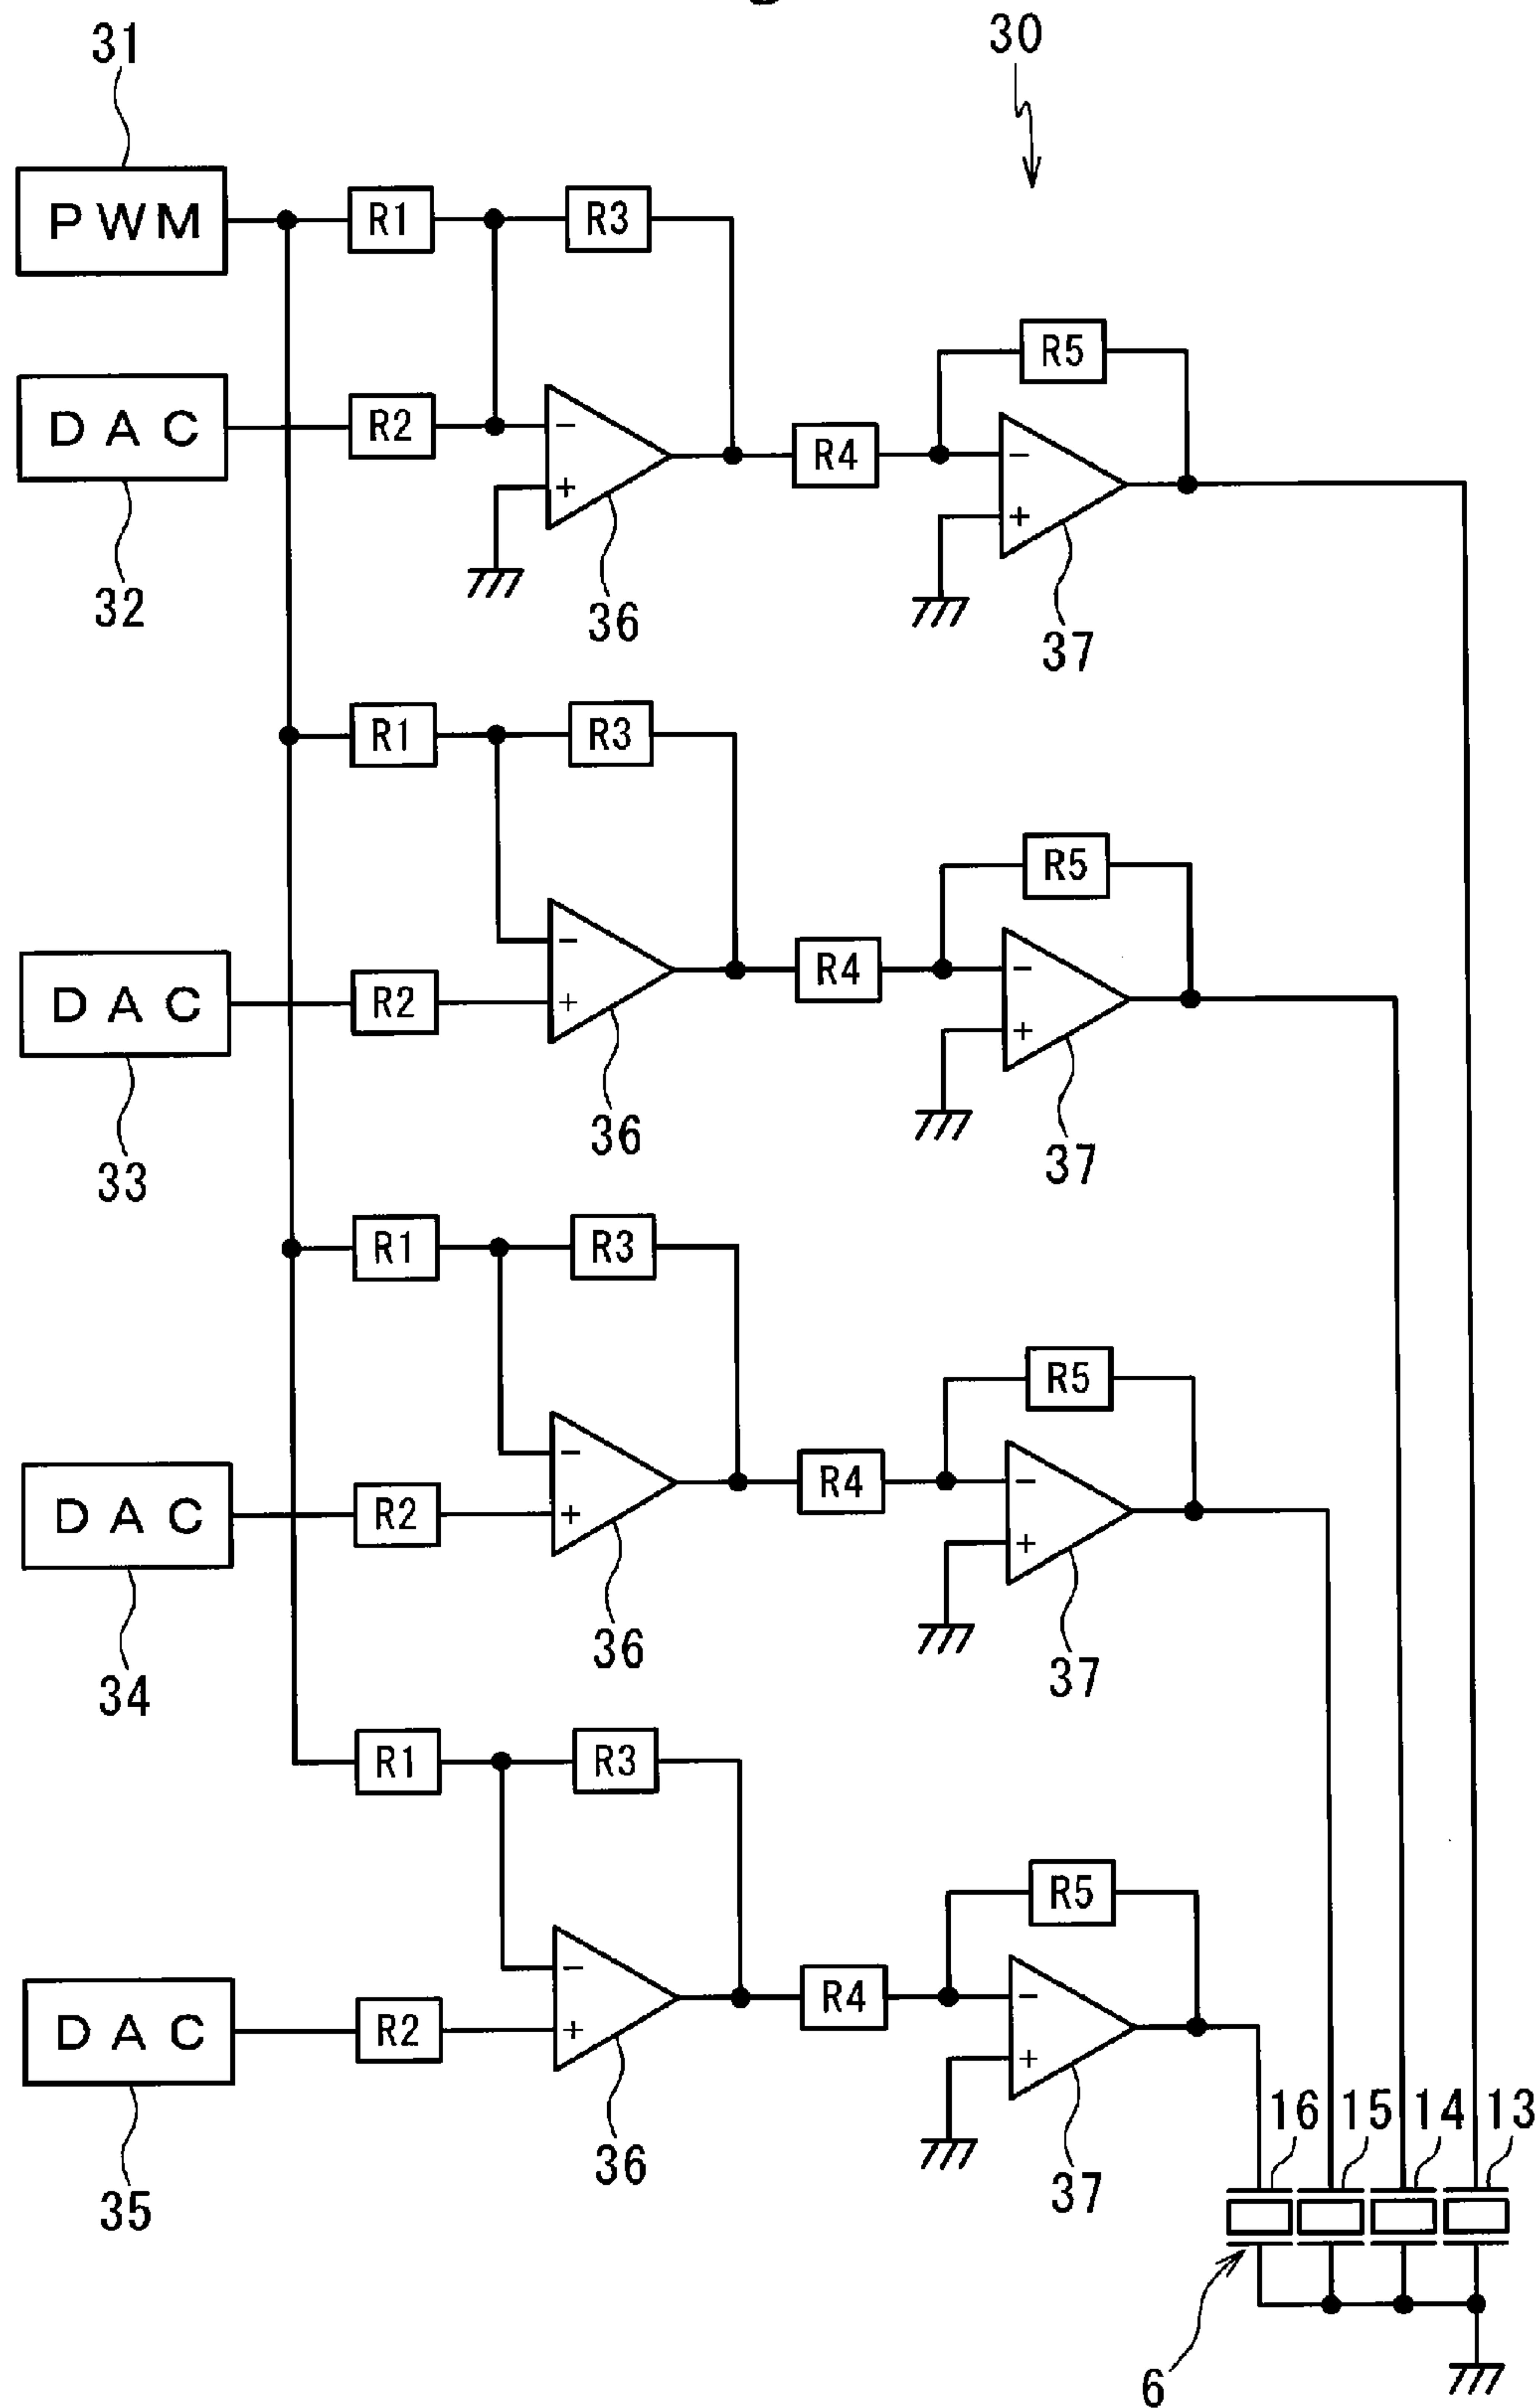 31
30
PWM
R1
R3
R5
DAC
R2
−
+
R4
−
+
32
36
37
R1
R3
R5
−
R4
−
DAC
R2
+
+
33
36
37
R1
R3
R5
−
R4
−
DAC
R2
+
+
34
36
37
R1
R3
R5
−
R4
−
DAC
R2
+
+
35
36
37
16 15 14 13
6